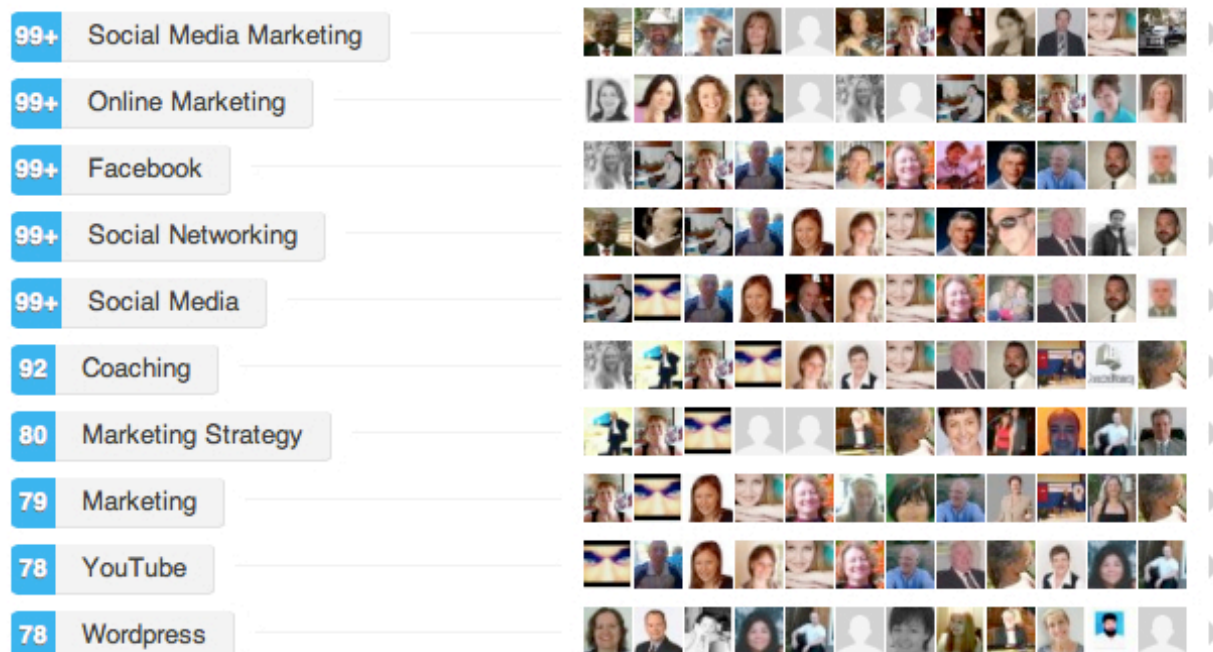 99+ Social Media Marketing
99+ Online Marketing
99+ Facebook
99+ Social Networking
99+ Social Media
92 Coaching
80 Marketing Strategy
79 Marketing
78 YouTube
78 Wordpress